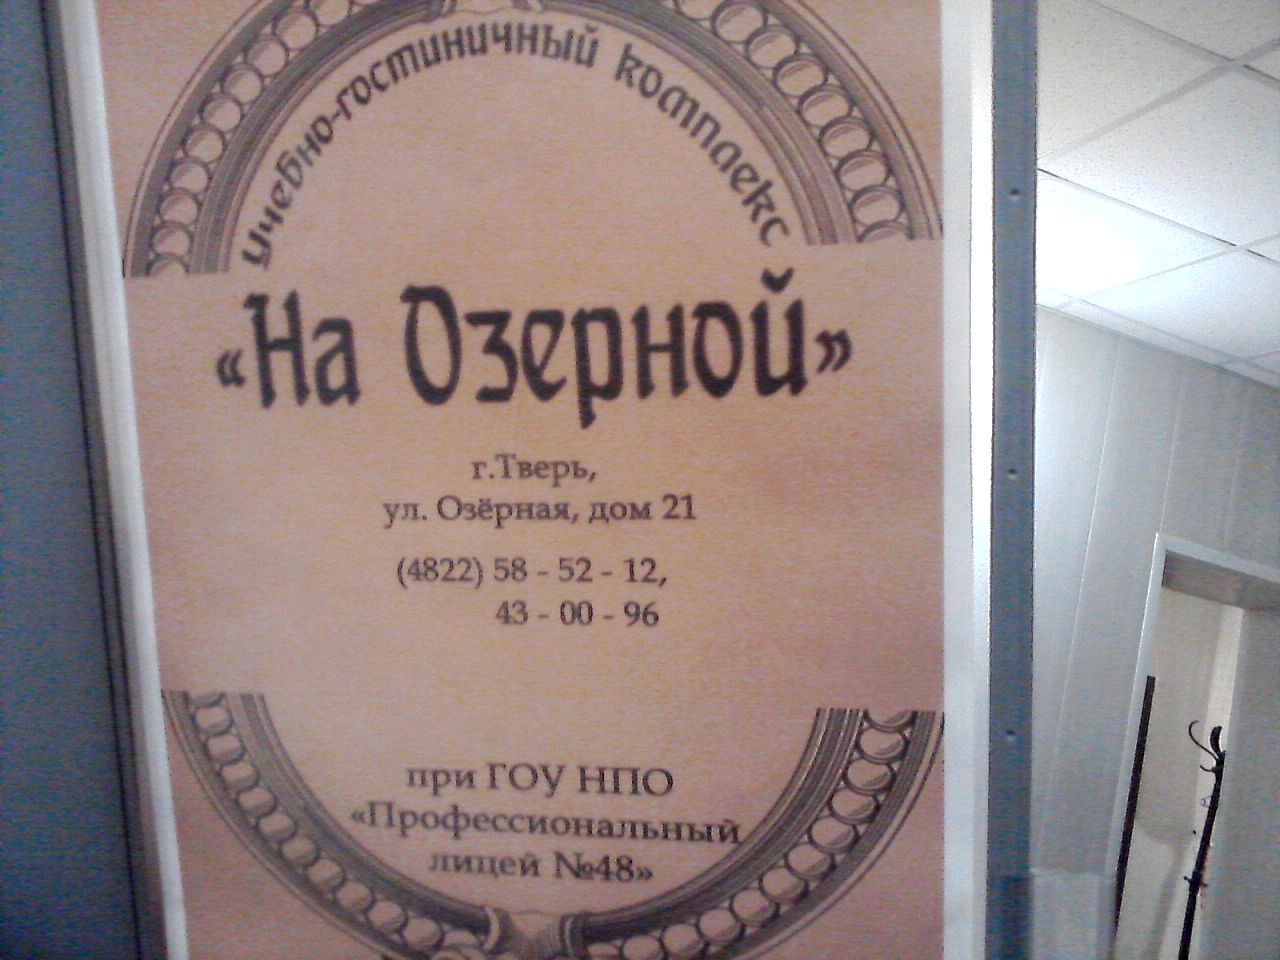 Учебно-гостиничный комплекс
«На Озерной»
г.Тверь,
ул. Озёрная, дом 21
(4822) 58 - 52 - 12,
43 - 00 - 96
при ГОУ НПО
«Профессиональный
лицей №48»